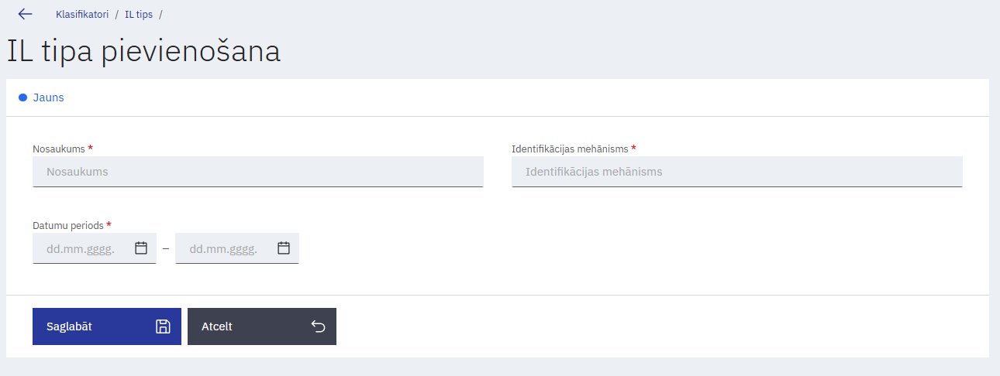 Klasifikatori / IL tips /
IL tipa pievienošana
Jauns
Nosaukums * Identifikācijas mehānisms *
Nosaukums Identifikācijas mehānisms
Datumu periods *
dd.mm.gggg. – dd.mm.gggg.
Saglabāt Atcelt